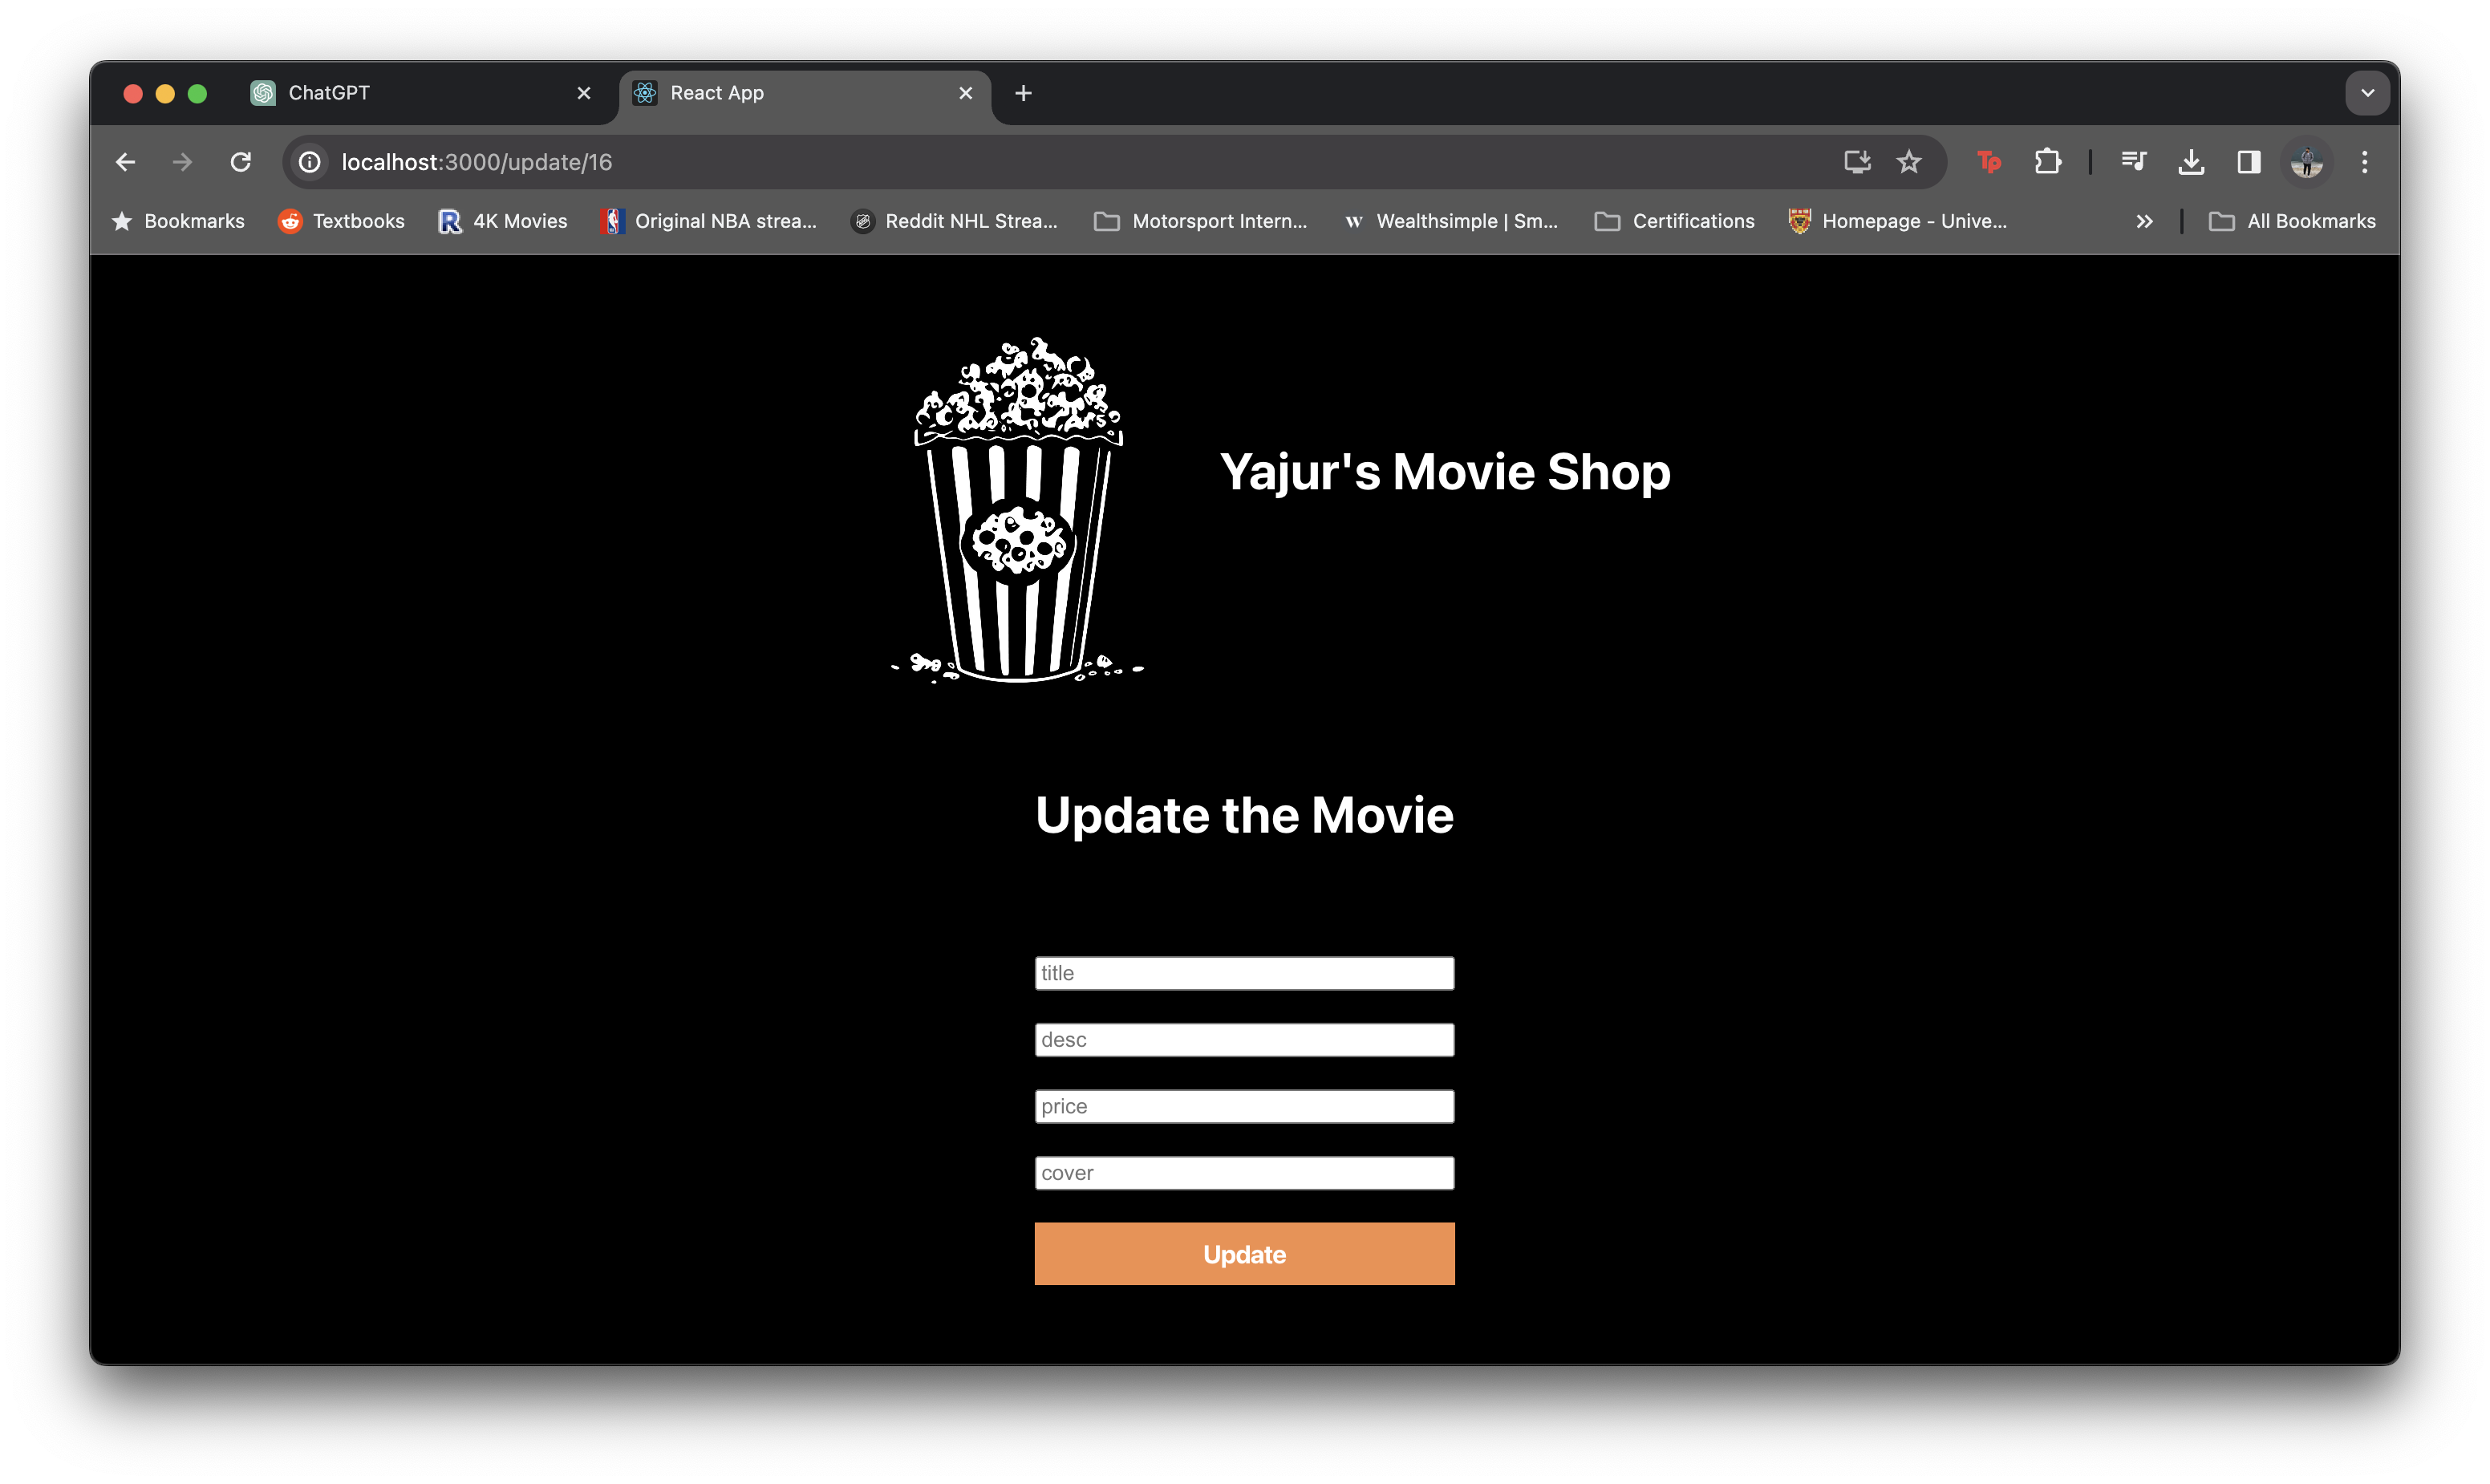 ChatGPT
React App
localhost:3000/update/16
Tp
Bookmarks
Textbooks
R 4K Movies
Original NBA strea...
Reddit NHL Strea...
Motorsport Intern...
W Wealthsimple | Sm...
Certifications
Homepage - Unive...
All Bookmarks
Yajur's Movie Shop
Update the Movie
title
desc
price
cover
Update